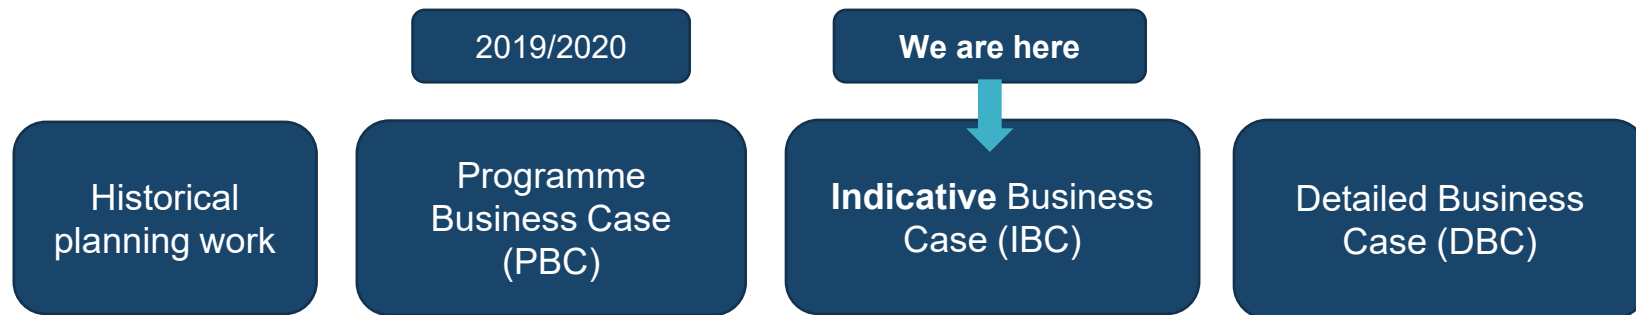 2019/2020
We are here
Historical
planning work
Programme
Business Case
(PBC)
Indicative Business
Case (IBC)
Detailed Business
Case (DBC)